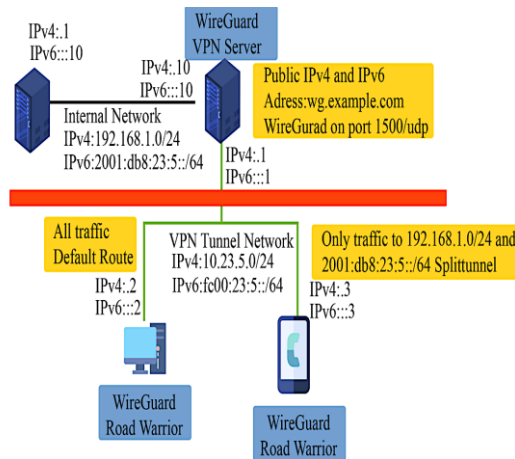 WireGuard
VPN Server
IPv4:.1
IPv6:::10
IPv4:.10
IPv6:::10
Public IPv4 and IPv6
Adress:wg.example.com
WireGurad on port 1500/udp
Internal Network
IPv4:192.168.1.0/24
IPv6:2001:db8:23:5::/64
IPv4:.1
IPv6:::1
All traffic
Default Route
VPN Tunnel Network
IPv4:10.23.5.0/24
IPv6:fc00:23:5::/64
Only traffic to 192.168.1.0/24 and
2001:db8:23:5::/64 Splittunnel
IPv4:.2
IPv6:::2
IPv4:.3
IPv6:::3
WireGuard
Road Warrior
WireGuard
Road Warrior